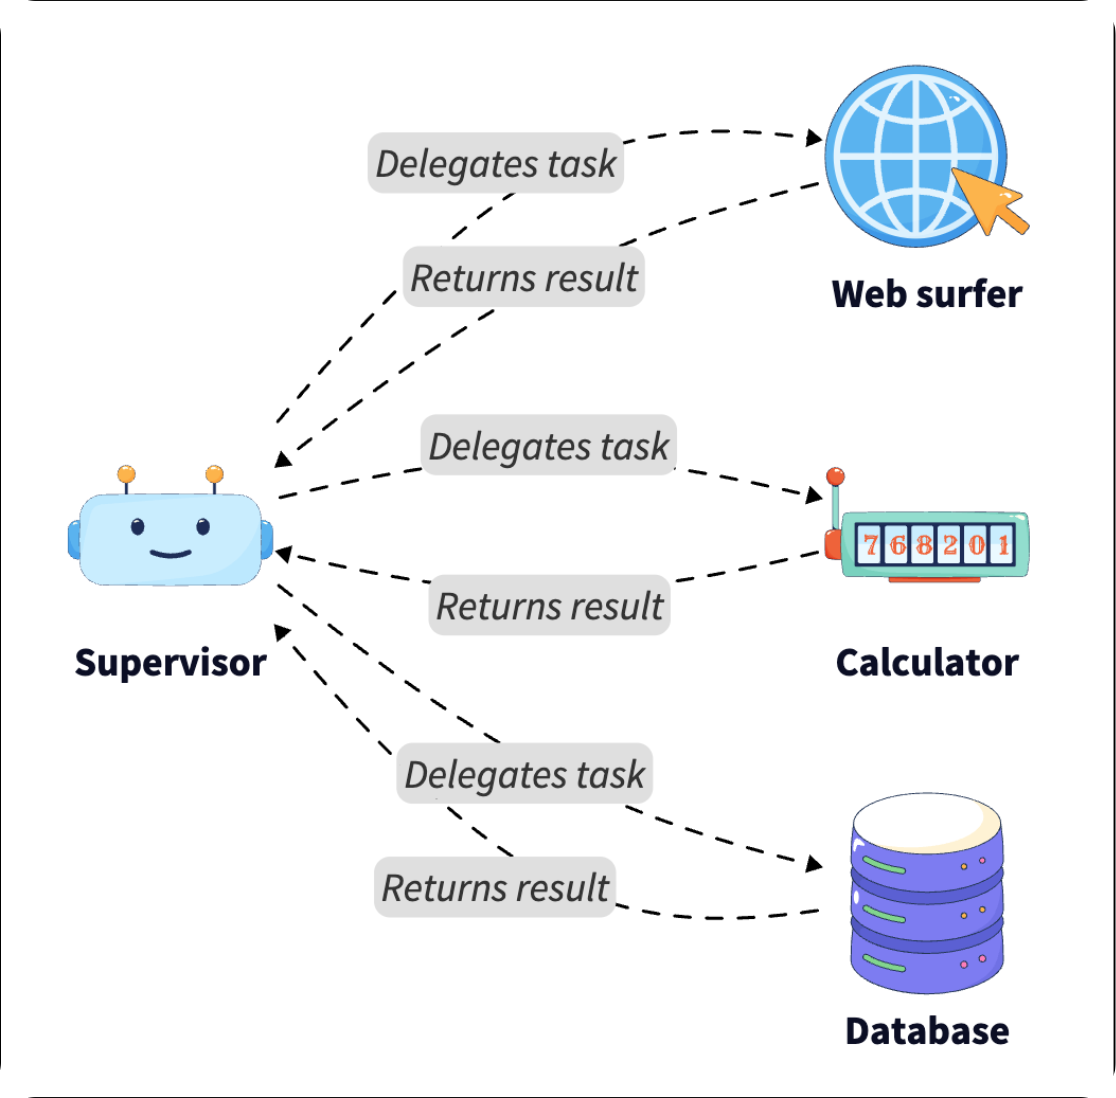 Delegates task
Returns result
Web surfer
Delegates task
768201
Returns result
Supervisor
Calculator
Delegates task
Returns result
Database